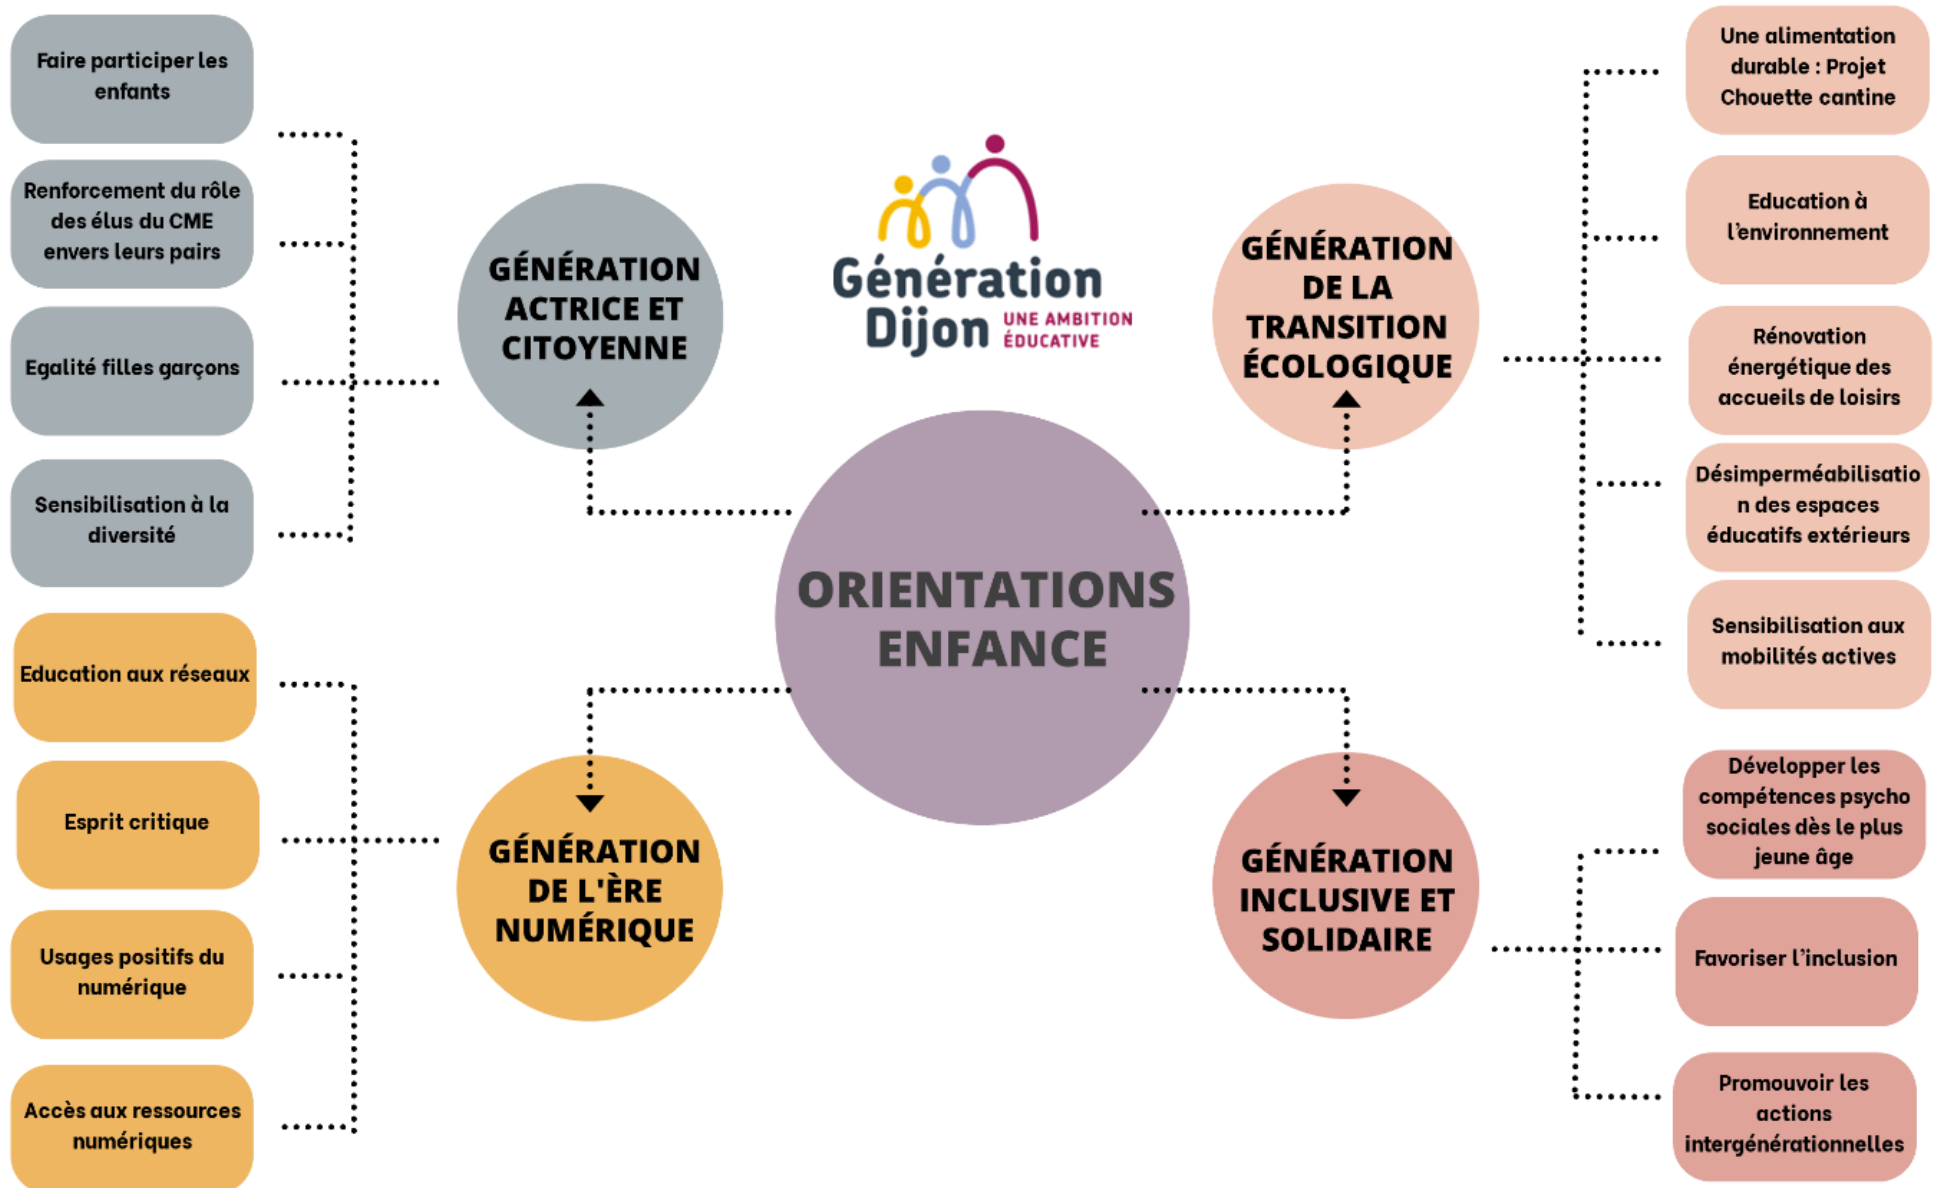 Faire participer les
enfants
Renforcement du rôle
des élus du CME
envers leurs pairs
Egalité filles garçons
Sensibilisation à la
diversité
GÉNÉRATION
ACTRICE ET
CITOYENNE
Génération
Dijon UNE AMBITION
ÉDUCATIVE
GÉNÉRATION
DE LA
TRANSITION
ÉCOLOGIQUE
Une alimentation
durable : Projet
Chouette cantine
Education à
l'environnement
Rénovation
énergétique des
accueils de loisirs
Désimperméabilisatio
n des espaces
éducatifs extérieurs
Sensibilisation aux
mobilités actives
ORIENTATIONS
ENFANCE
Education aux réseaux
Esprit critique
Usages positifs du
numérique
Accès aux ressources
numériques
GÉNÉRATION
DE L'ÈRE
NUMÉRIQUE
GÉNÉRATION
INCLUSIVE ET
SOLIDAIRE
Développer les
compétences psycho
sociales dès le plus
jeune âge
Favoriser l'inclusion
Promouvoir les
actions
intergénérationnelles